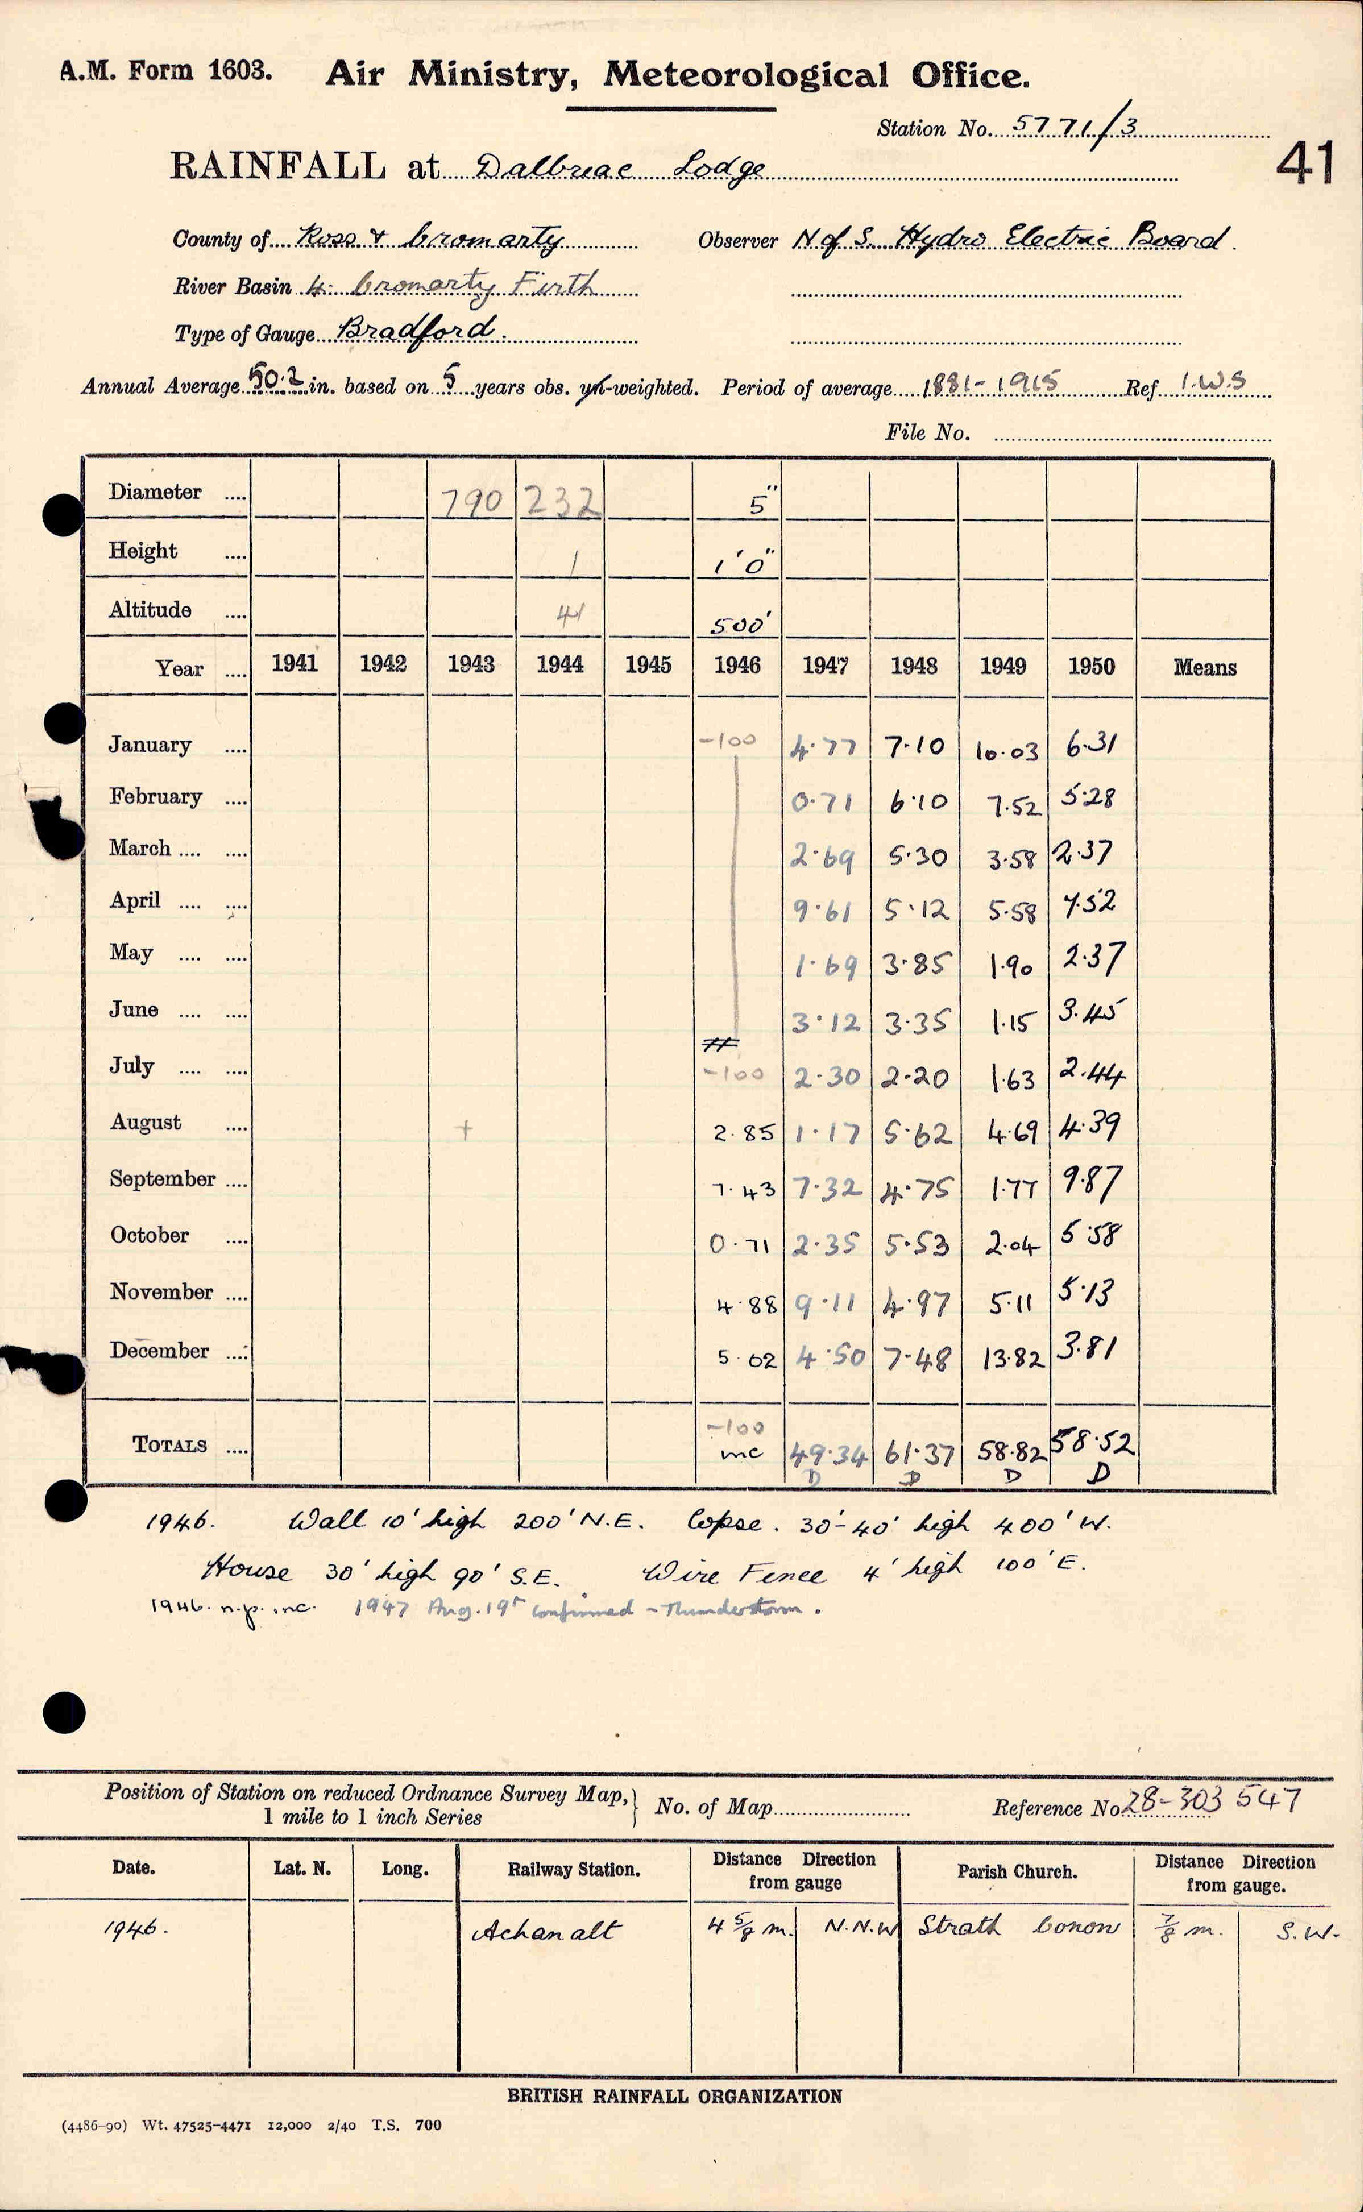 A.M. Form 1603. Air Ministry, Meteorological Office.
Station No. 5771/3
41
RAINFALL at Dalbreac Lodge
County of Ross & Cromarty Observer N of S. Hydro Electric Board.
River Basin 4. Cromarty Firth
Type of Gauge Bradford.
Annual Average 50.2 in. based on 5 years obs. un-weighted. Period of average 1881-1915 Ref I.W.S
File No.
Diameter .... 790 232 5"
Height .... 1 1'0"
Altitude .... 41 500'
Year .... 1941 1942 1943 1944 1945 1946 1947 1948 1949 1950 Means
January .... -100 4.77 7.10 10.03 6.31
February .... 0.71 6.10 7.52 5.28
March .... .... 2.69 5.30 3.58 2.37
April .... .... 9.61 5.12 5.58 7.52
May .... .... 1.69 3.85 1.90 2.37
June .... .... 3.12 3.35 1.15 3.45
July .... .... -100 2.30 2.20 1.63 2.44
August .... + 2.85 1.17 5.62 4.69 4.39
September .... 7.43 7.32 4.75 1.77 9.87
October .... 0.71 2.35 5.53 2.04 5.58
November .... 4.88 9.11 4.97 5.11 5.13
December .... 5.02 4.50 7.48 13.82 3.81
-100
TOTALS .... inc 49.34 61.37 58.82 58.52
D D D D
1946. Wall 10' high 200' N.E. Copse. 30'-40' high 400' W.
House 30' high 90' S.E. Wire Fence 4' high 100' E.
1946. n.p. inc. 1947 Aug. 19th confirmed - Thunderstorm.
Position of Station on reduced Ordnance Survey Map,
1 mile to 1 inch Series } No. of Map Reference No 28-303 547
Date. Lat. N. Long. Railway Station. Distance Direction from gauge Parish Church. Distance Direction from gauge.
1946. Achanalt 4 5/8 m. N.N.W Strath Conon 7/8 m. S.W.
BRITISH RAINFALL ORGANIZATION
(4486-90) Wt. 47525-4471 12,000 2/40 T.S. 700